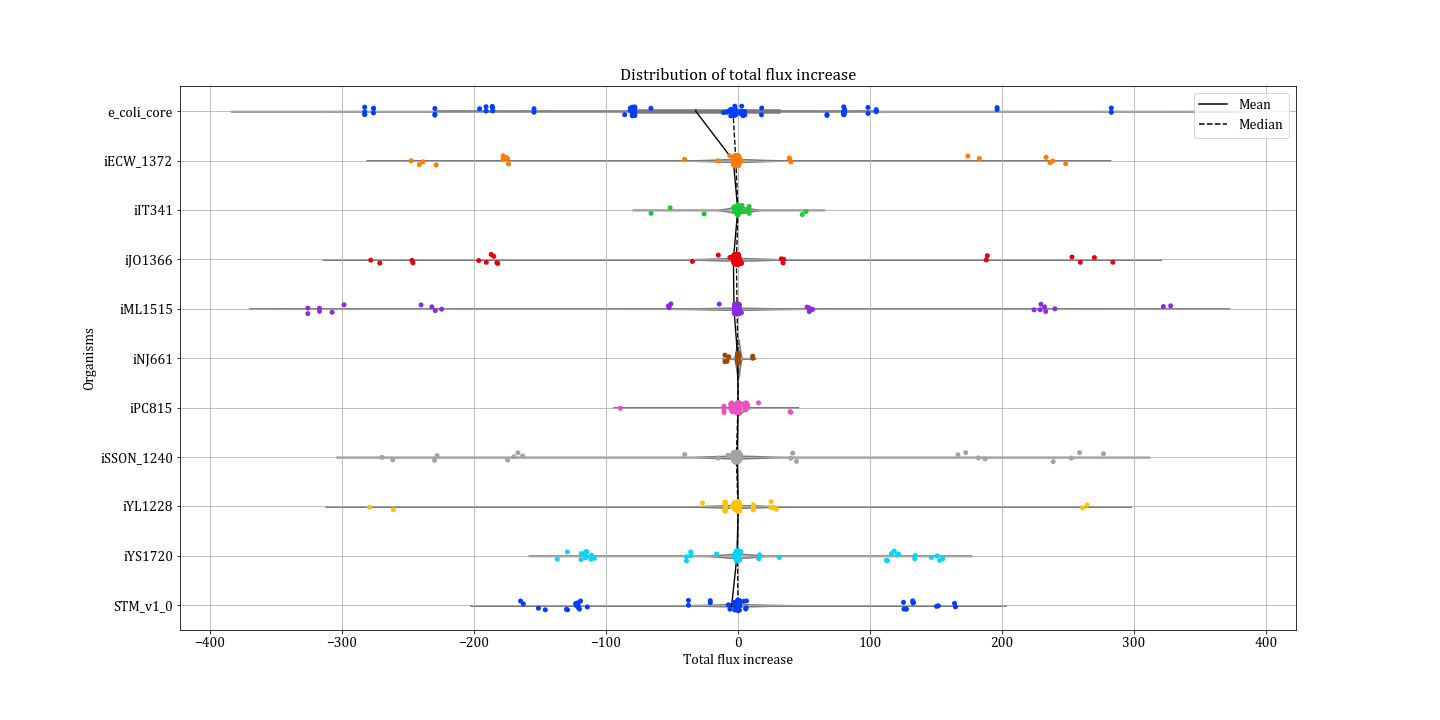 Distribution of total flux increase
Mean
Median
e_coli_core
iECW_1372
iIT341
iJO1366
iML1515
iNJ661
iPC815
iSSON_1240
iYL1228
iYS1720
STM_v1_0
Organisms
−400 −300 −200 −100 0 100 200 300 400
Total flux increase